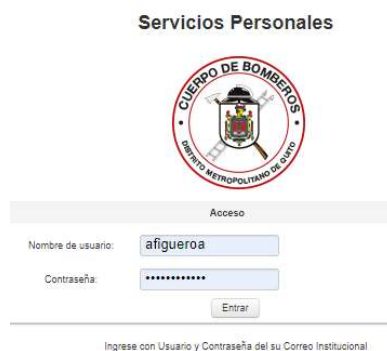 Servicios Personales
CUERPO DE BOMBEROS
DISTRITO METROPOLITANO DE QUITO
Acceso
Nombre de usuario: afigueroa
Contraseña: ••••••••••••
Entrar
Ingrese con Usuario y Contraseña del su Correo Institucional